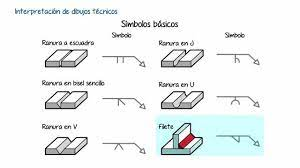 Interpretación de dibujos técnicos
Símbolos básicos
Símbolo
Símbolo
Ranura a escuadra
Ranura en J
Ranura en bisel sencillo
Ranura en U
Ranura en V
Filete